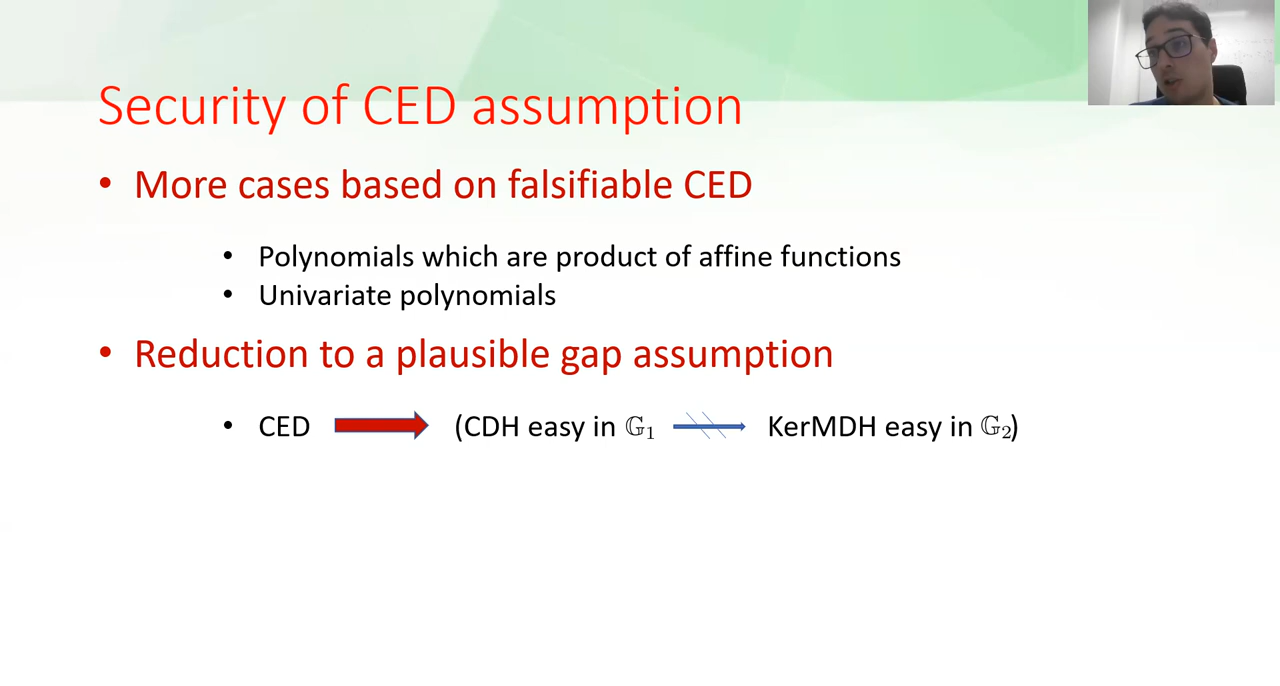 Security of CED assumption
• More cases based on falsifiable CED
• Polynomials which are product of affine functions
• Univariate polynomials
• Reduction to a plausible gap assumption
• CED (CDH easy in 𝔾₁ KerMDH easy in 𝔾₂)